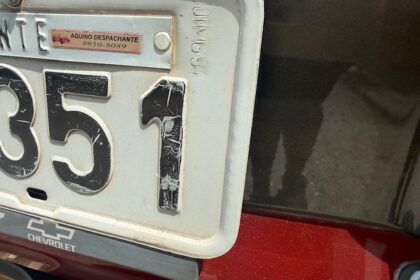 NTE
AQUINO DESPACHANTE
9950-8089
351
CHEVROLET